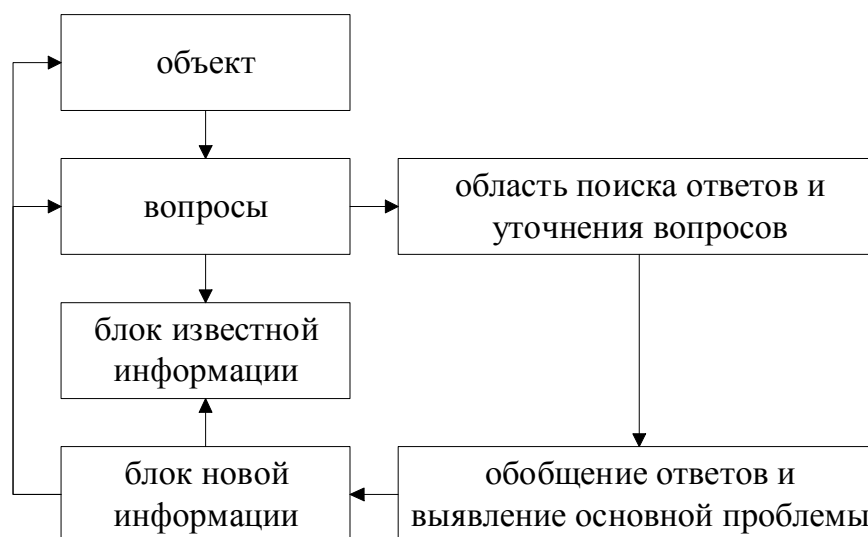 объект
вопросы
область поиска ответов и
уточнения вопросов
блок известной
информации
блок новой
информации
обобщение ответов и
выявление основной проблемы